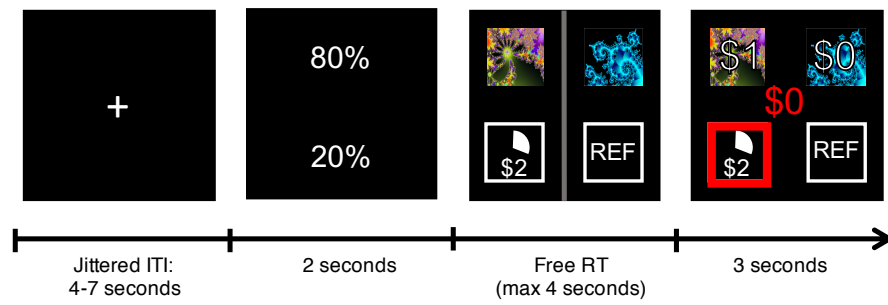 +
80%
20%
$2
REF
$1
$0
$0
$2
REF
Jittered ITI:
4-7 seconds
2 seconds
Free RT
(max 4 seconds)
3 seconds